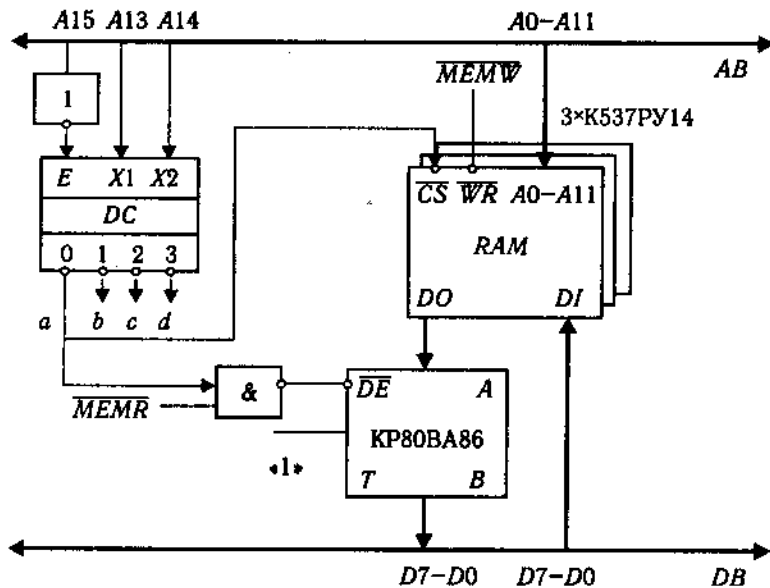 A15 A13 A14 A0–A11
AB
MEMW
1
3×К537РУ14
E X1 X2
DC
0 1 2 3
CS WR A0–A11
RAM
DO DI
a b c d
&
MEMR
DE A
КР80ВА86
«1»
T B
D7–D0 D7–D0 DB